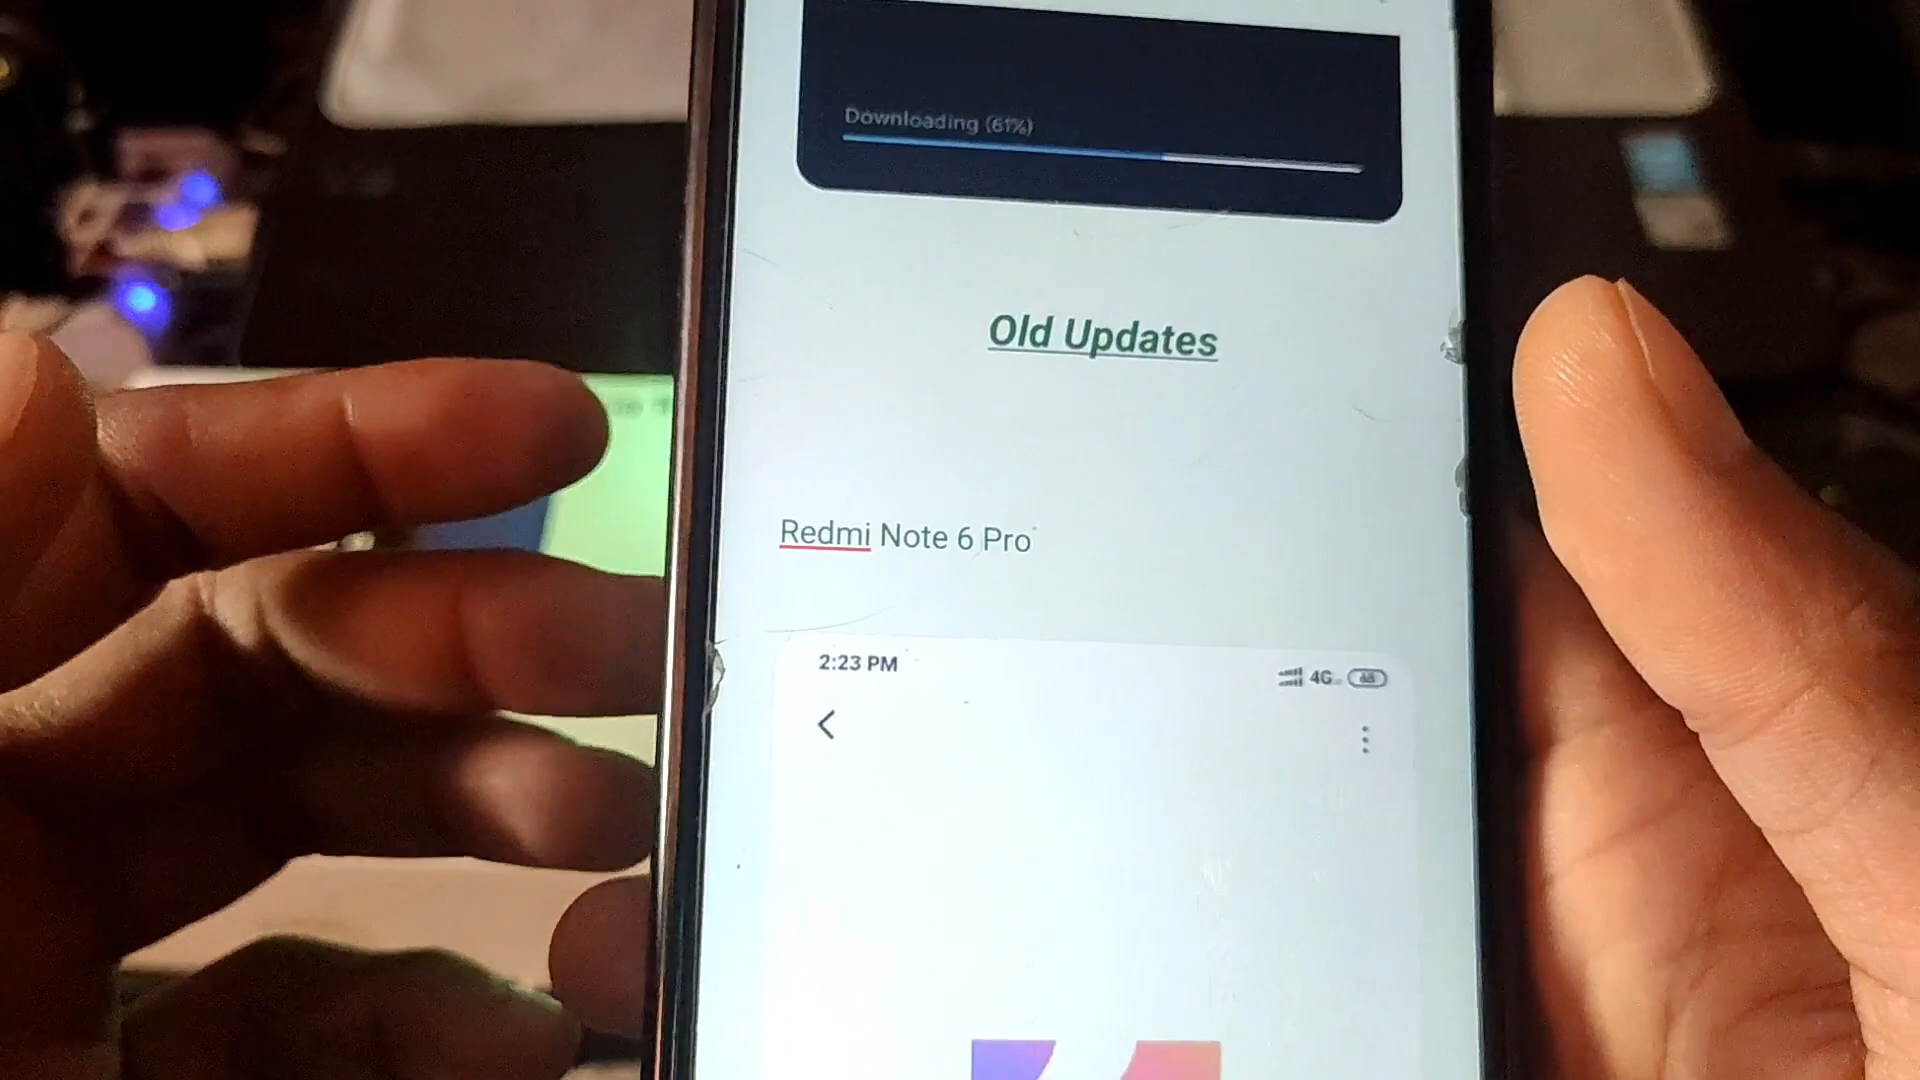 Downloading (61%)
Old Updates
Redmi Note 6 Pro
2:23 PM
4G